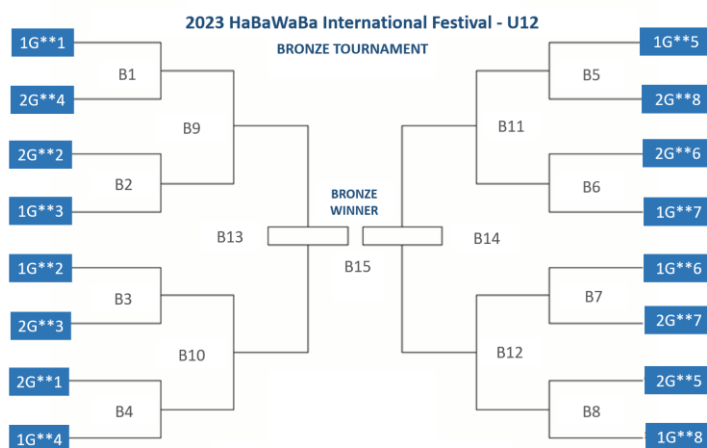 2023 HaBaWaBa International Festival - U12
BRONZE TOURNAMENT
1G**1
B1
2G**4
B9
2G**2
B2
1G**3
B13
1G**2
B3
2G**3
B10
2G**1
B4
1G**4
BRONZE
WINNER
B15
1G**5
B5
2G**8
B11
2G**6
B6
1G**7
B14
1G**6
B7
2G**7
B12
2G**5
B8
1G**8